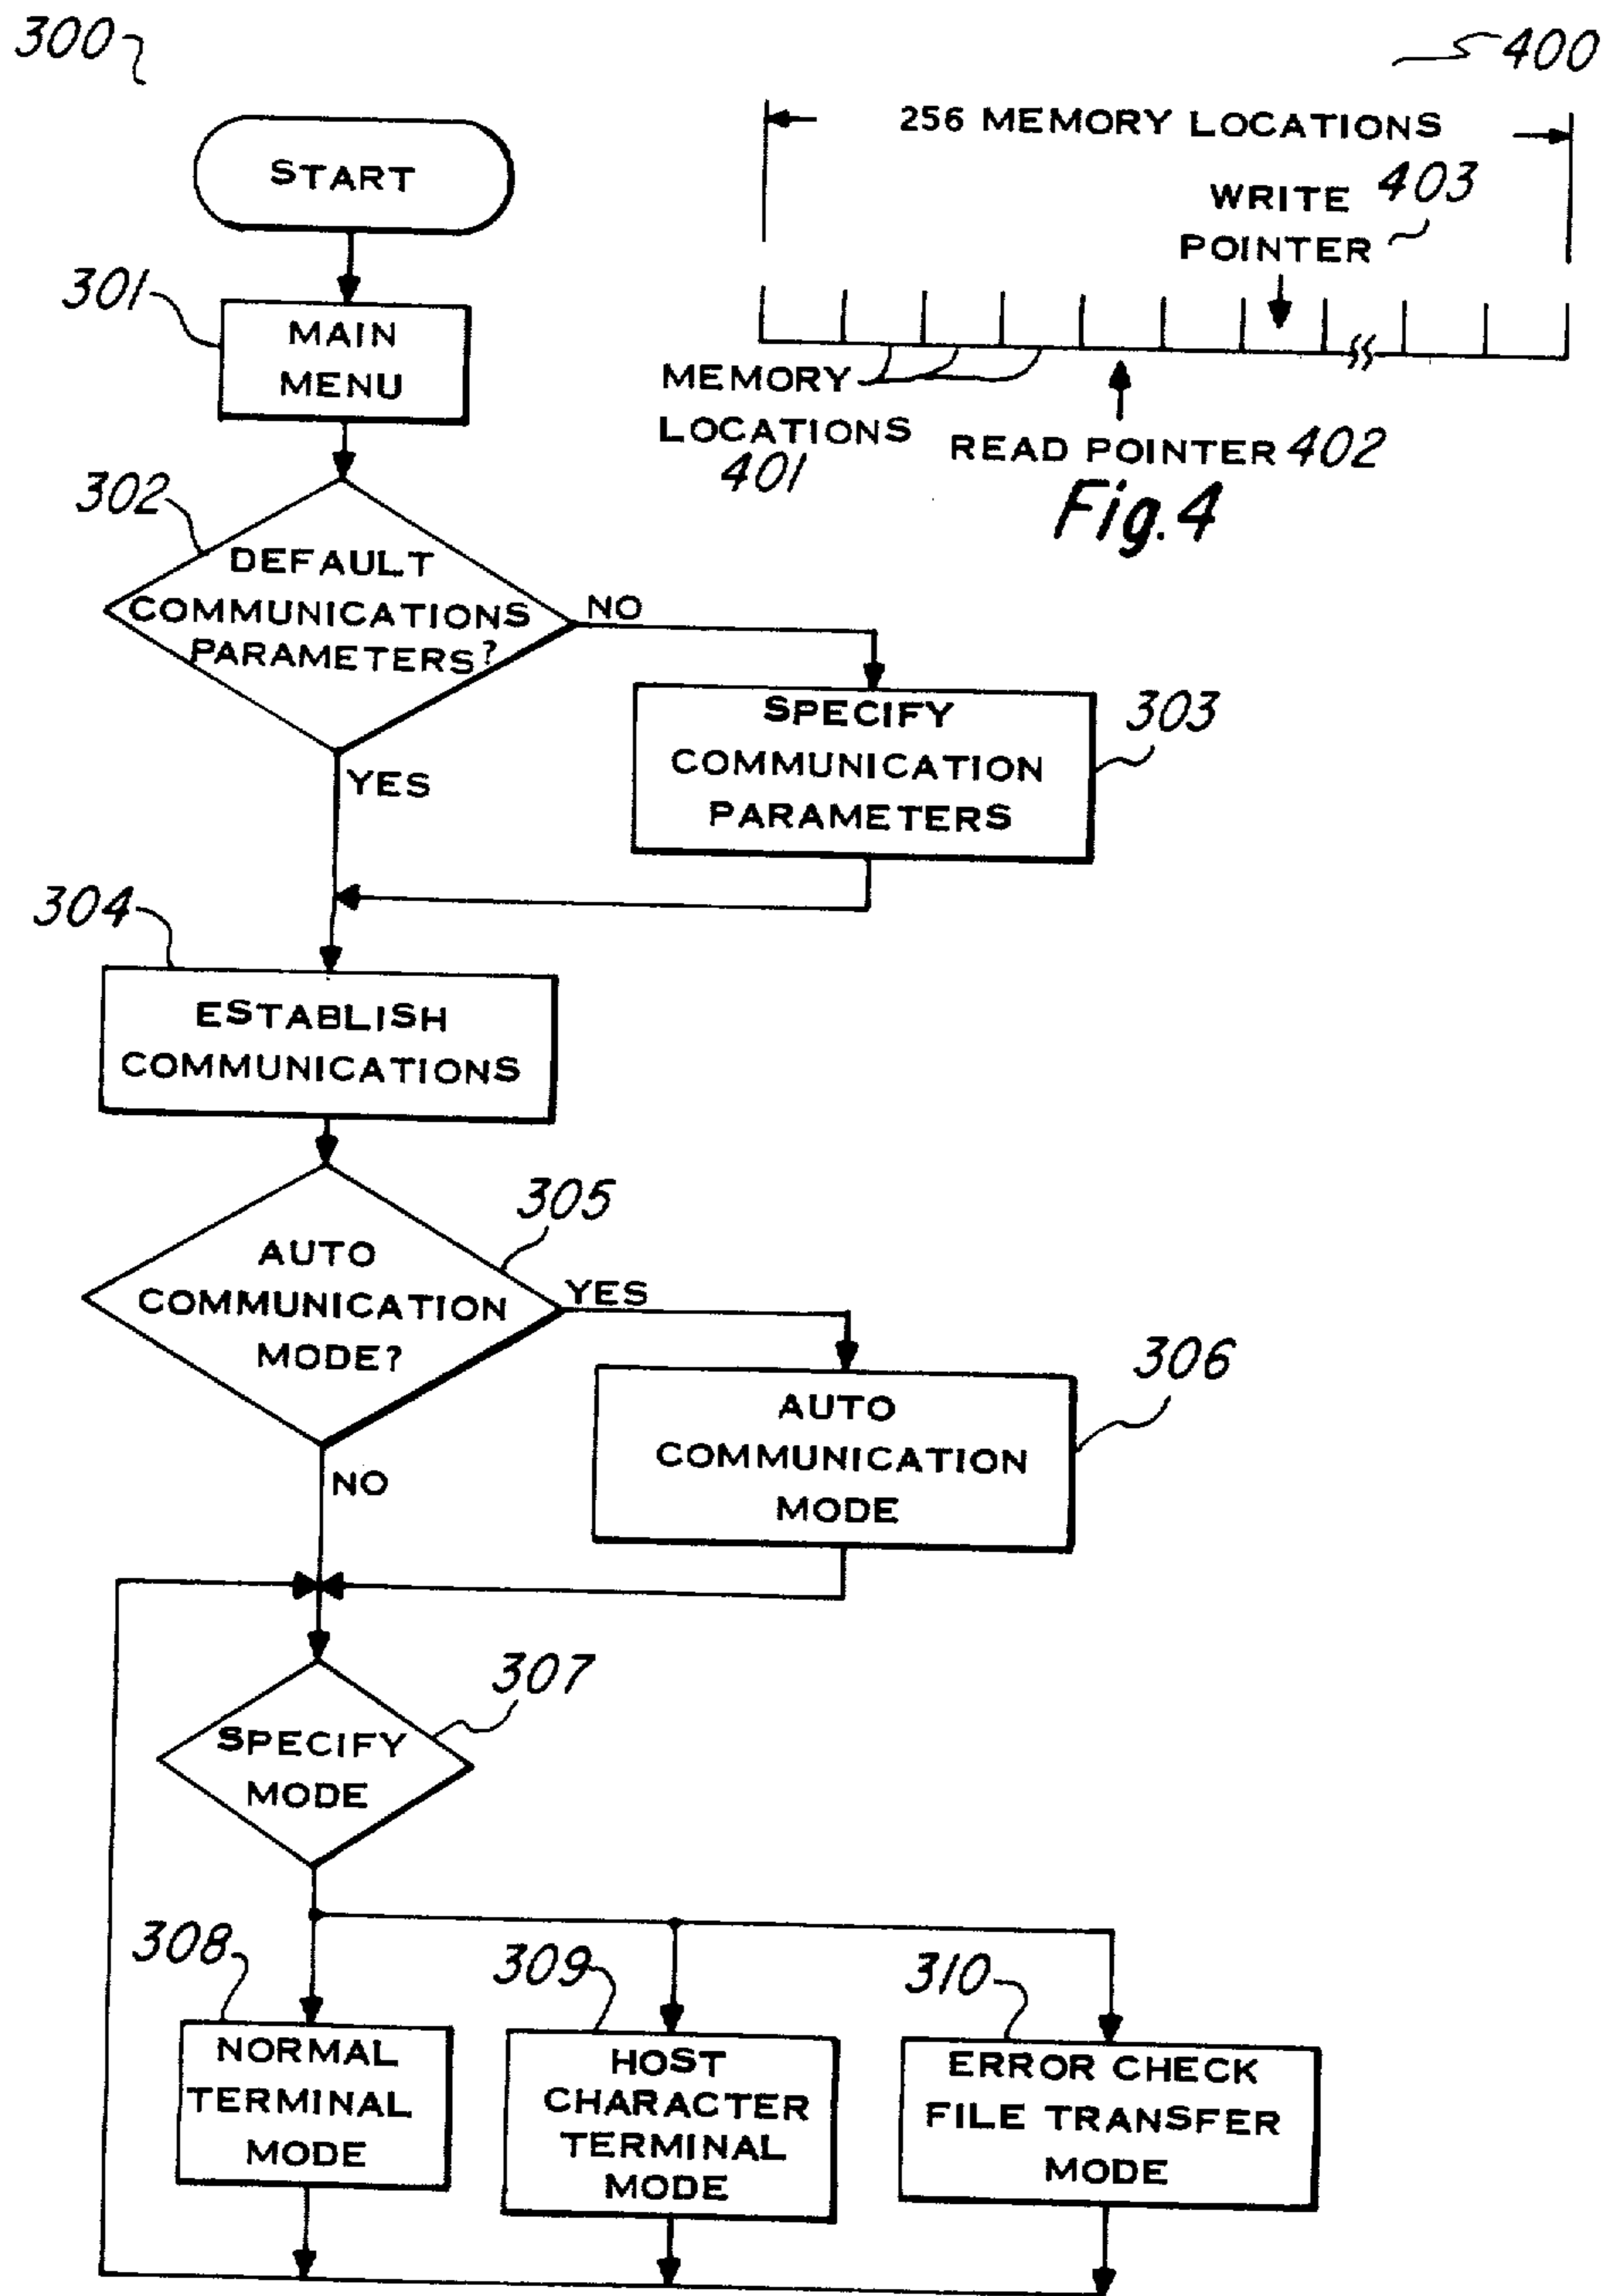 300
400
256 MEMORY LOCATIONS
WRITE
POINTER
403
MEMORY
LOCATIONS
401
READ POINTER 402
Fig.4
START
301
MAIN
MENU
302
DEFAULT
COMMUNICATIONS
PARAMETERS?
NO
YES
303
SPECIFY
COMMUNICATION
PARAMETERS
304
ESTABLISH
COMMUNICATIONS
305
AUTO
COMMUNICATION
MODE?
YES
NO
306
AUTO
COMMUNICATION
MODE
307
SPECIFY
MODE
308
NORMAL
TERMINAL
MODE
309
HOST
CHARACTER
TERMINAL
MODE
310
ERROR CHECK
FILE TRANSFER
MODE